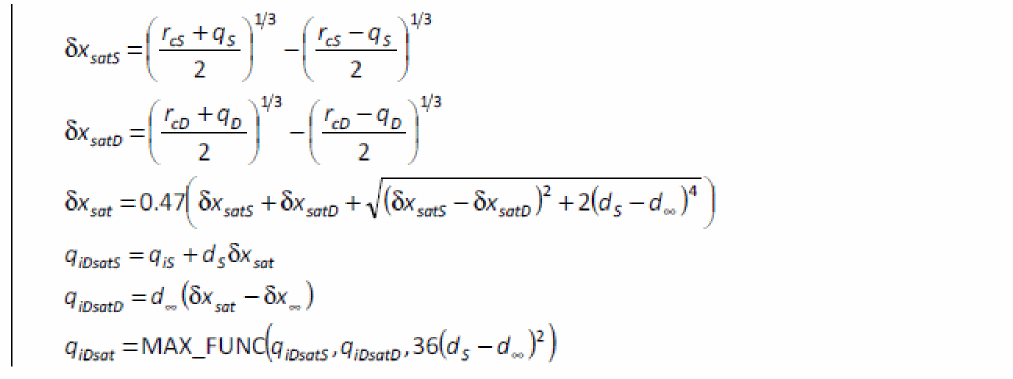 δx_satS = ((r_cS + q_S)/2)^1/3 − ((r_cS − q_S)/2)^1/3
δx_satD = ((r_cD + q_D)/2)^1/3 − ((r_cD − q_D)/2)^1/3
δx_sat = 0.47(δx_satS + δx_satD + √((δx_satS − δx_satD)^2 + 2(d_S − d_∞)^4))
q_iDsatS = q_iS + d_S δx_sat
q_iDsatD = d_∞(δx_sat − δx_∞)
q_iDsat = MAX_FUNC(q_iDsatS, q_iDsatD, 36(d_S − d_∞)^2)